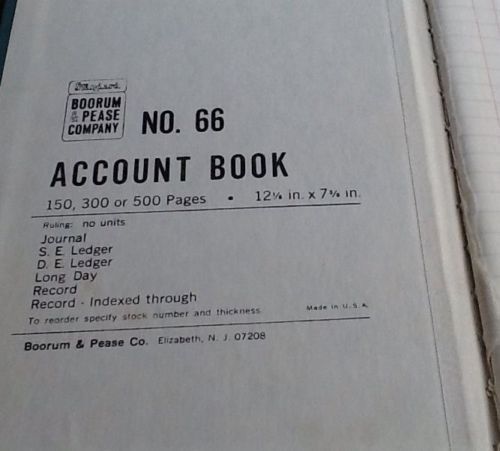 Standard
BOORUM
& PEASE
COMPANY
NO. 66
ACCOUNT BOOK
150, 300 or 500 Pages • 12⅛ in. x 7⅝ in.
Ruling: no units
Journal
S. E. Ledger
D. E. Ledger
Long Day
Record
Record - Indexed through
To reorder specify stock number and thickness
Made in U.S.A.
Boorum & Pease Co. Elizabeth, N. J. 07208